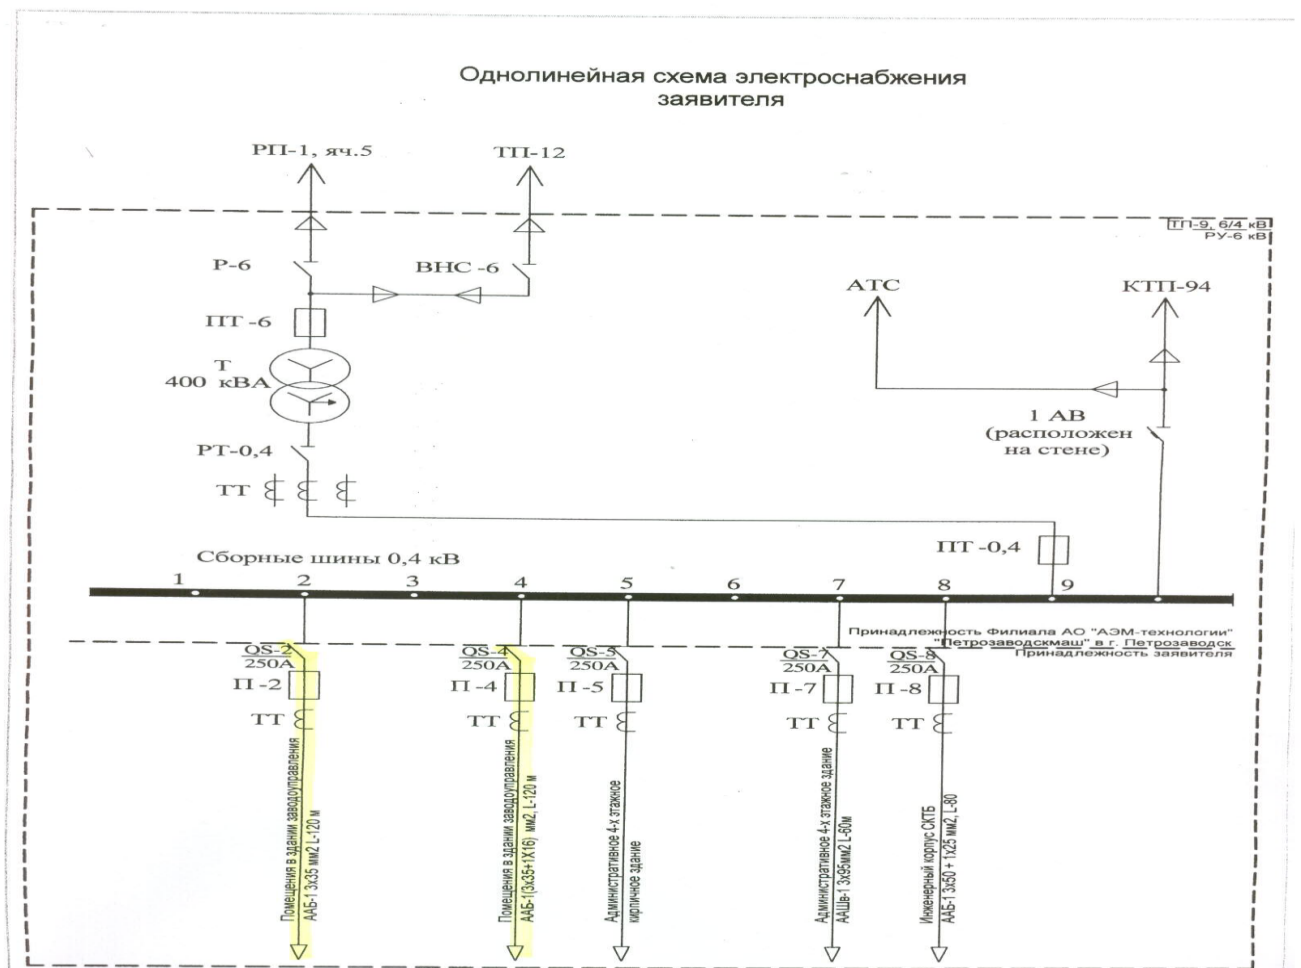 Однолинейная схема электроснабжения
заявителя
РП-1, яч.5
ТП-12
ТП-9, 6/4 кВ
РУ-6 кВ
Р-6
ВНС -6
АТС
КТП-94
ПТ -6
Т
400 кВА
1 АВ
(расположен
на стене)
РТ-0,4
ТТ
ПТ -0,4
Сборные шины 0,4 кВ
1 2 3 4 5 6 7 8 9
Принадлежность Филиала АО "АЭМ-технологии"
"Петрозаводскмаш" в г. Петрозаводск
Принадлежность заявителя
QS-2
250А
П -2
ТТ
Помещения в здании заводоуправления
ААБ-1 3х35 мм2 L-120 м
QS-4
250А
П -4
ТТ
Помещения в здании заводоуправления
ААБ-1(3х35+1Х16) мм2, L-120 м
QS-5
250А
П -5
ТТ
Административное 4-х этажное
кирпичное здание
QS-7
250А
П -7
ТТ
Административное 4-х этажное здание
ААШв-1 3х95мм2 L-60м
QS-8
250А
П -8
ТТ
Инженерный корпус СКТБ
ААБ-1 3х50 + 1х25 мм2, L-80